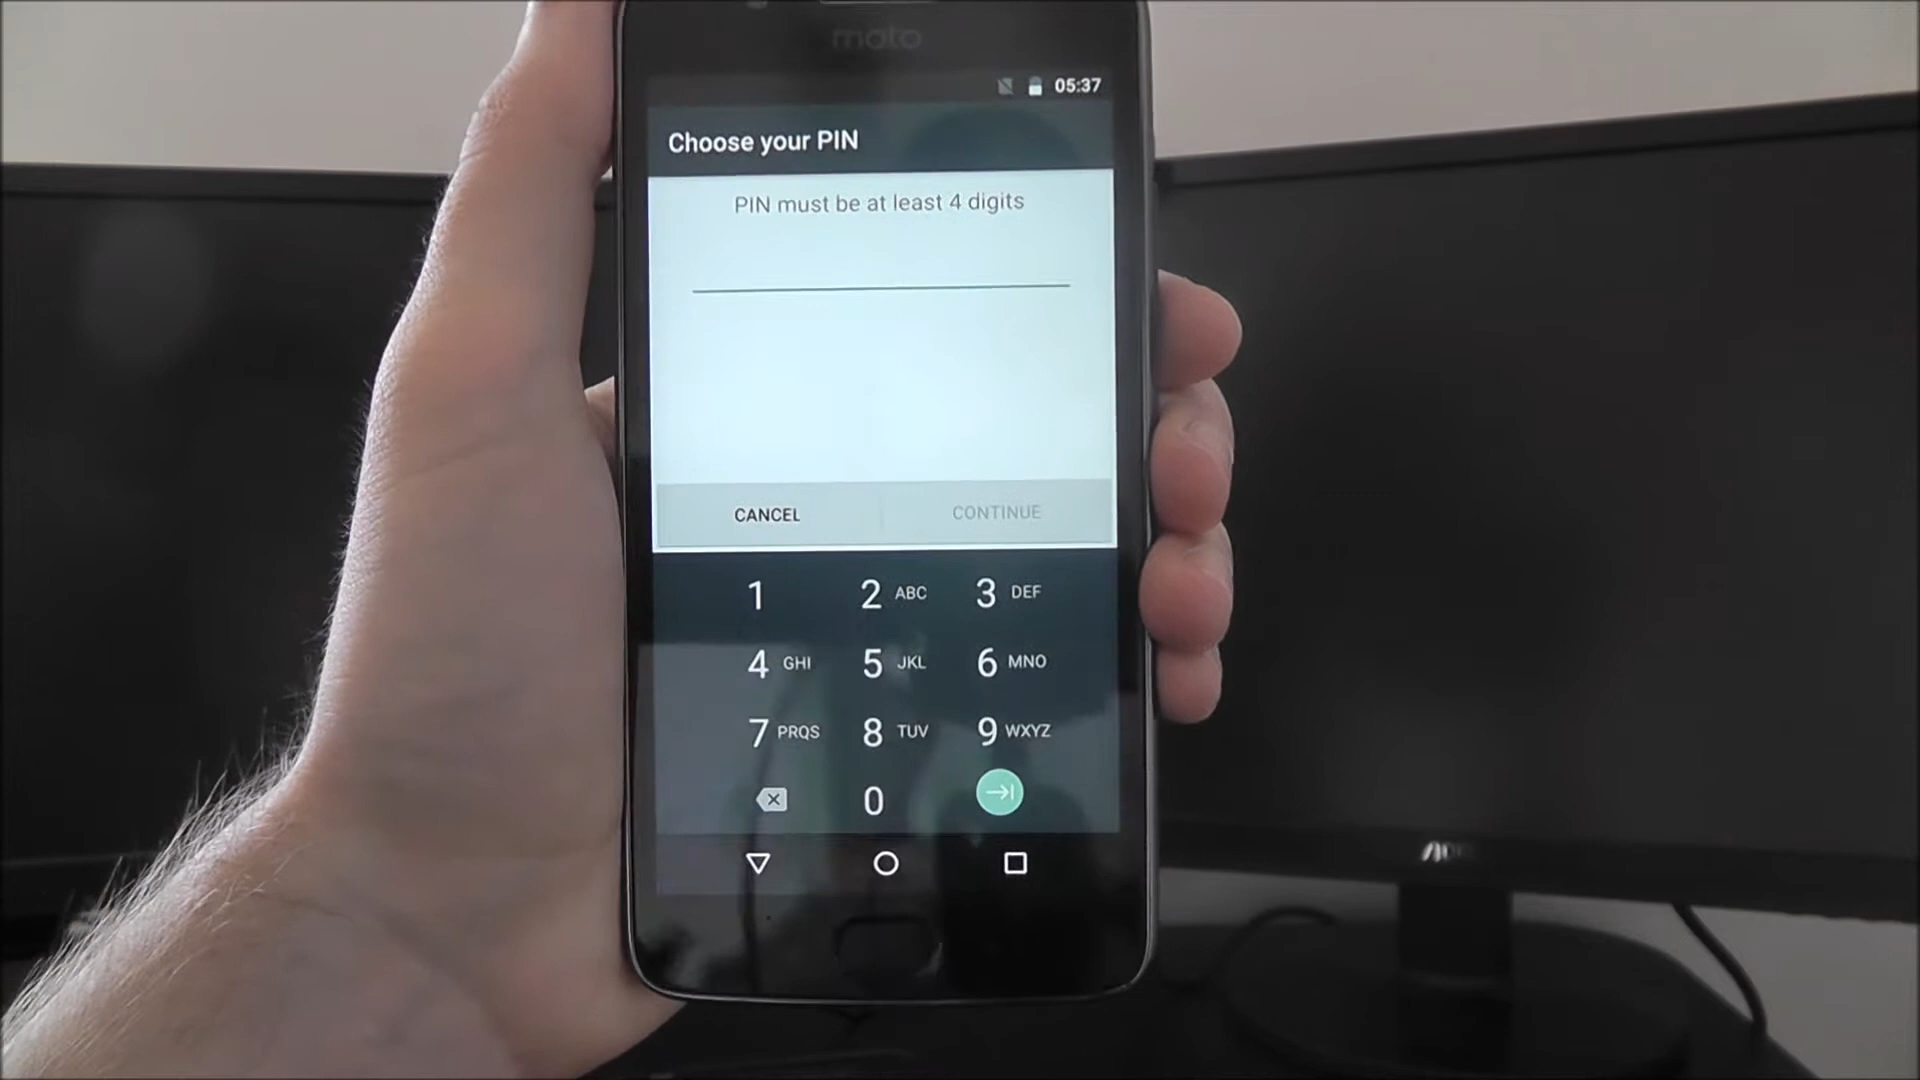 moto
05:37
Choose your PIN
PIN must be at least 4 digits
CANCEL CONTINUE
1 2 ABC 3 DEF
4 GHI 5 JKL 6 MNO
7 PRQS 8 TUV 9 WXYZ
0
AOC